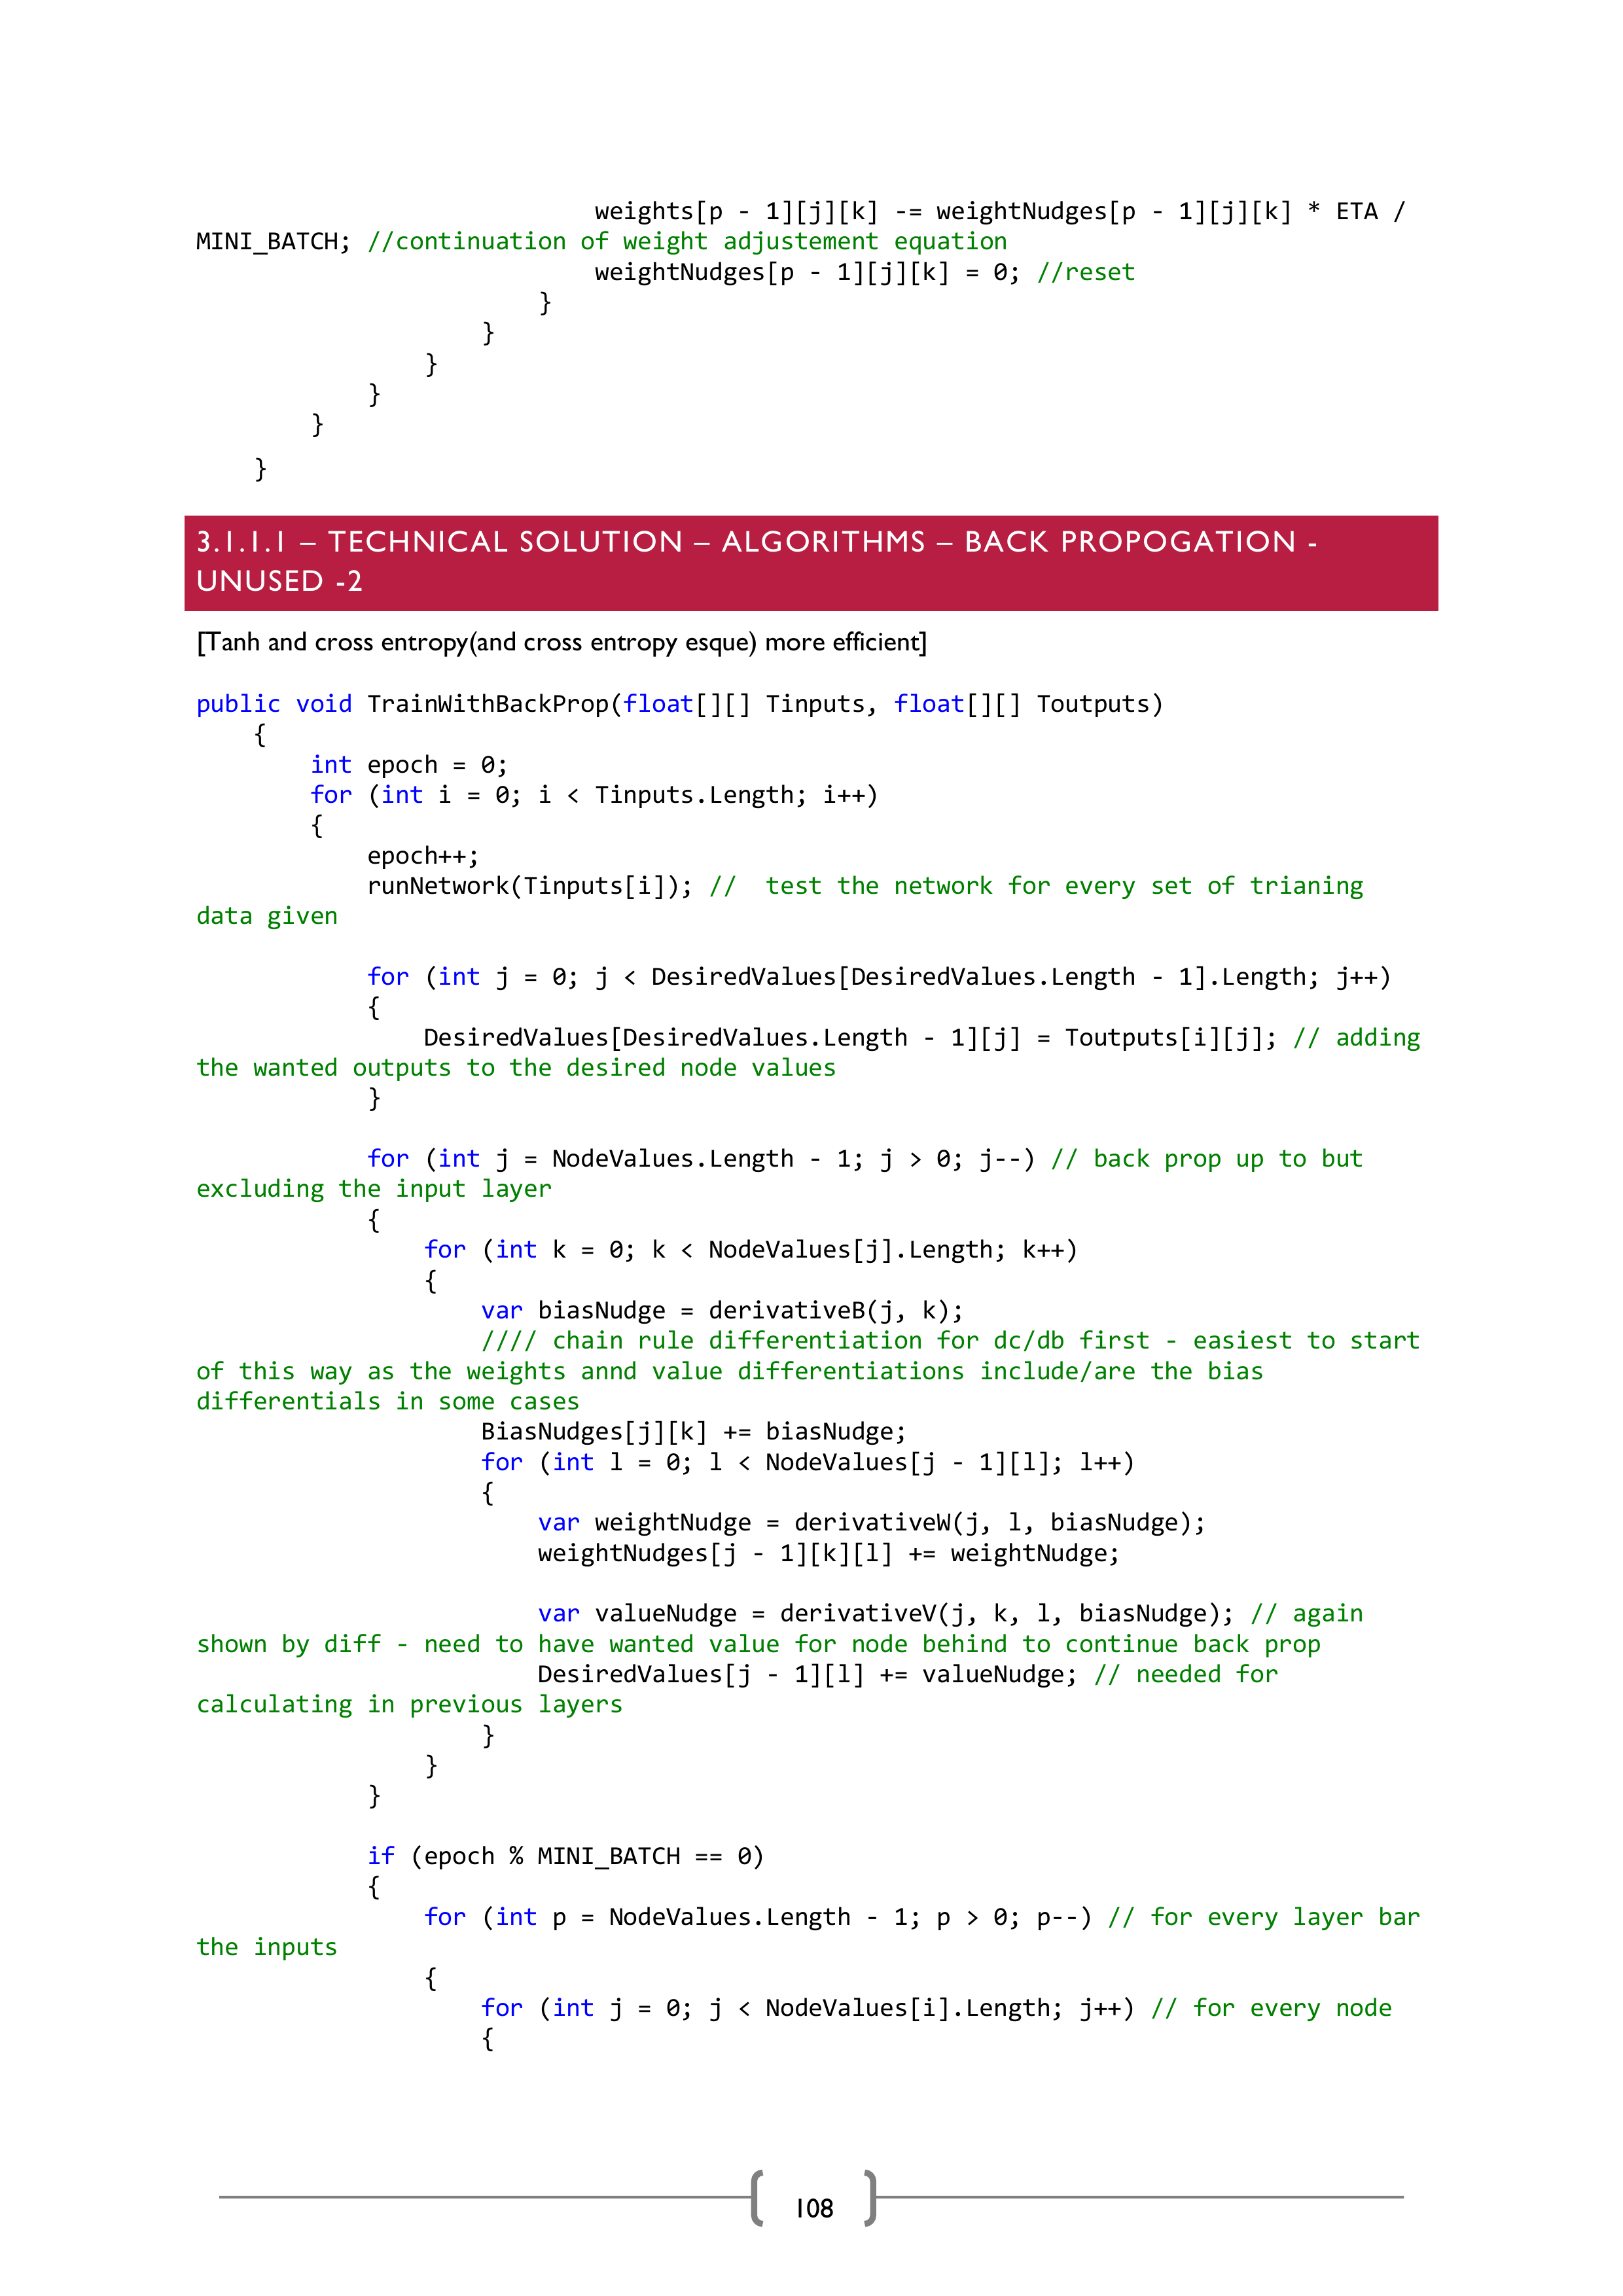 weights[p - 1][j][k] -= weightNudges[p - 1][j][k] * ETA /
MINI_BATCH; //continuation of weight adjustement equation
weightNudges[p - 1][j][k] = 0; //reset
}
}
}
}
}
}
3.1.1.1 – TECHNICAL SOLUTION – ALGORITHMS – BACK PROPOGATION -
UNUSED -2
[Tanh and cross entropy(and cross entropy esque) more efficient]
public void TrainWithBackProp(float[][] Tinputs, float[][] Toutputs)
{
int epoch = 0;
for (int i = 0; i < Tinputs.Length; i++)
{
epoch++;
runNetwork(Tinputs[i]); //  test the network for every set of trianing
data given
for (int j = 0; j < DesiredValues[DesiredValues.Length - 1].Length; j++)
{
DesiredValues[DesiredValues.Length - 1][j] = Toutputs[i][j]; // adding
the wanted outputs to the desired node values
}
for (int j = NodeValues.Length - 1; j > 0; j--) // back prop up to but
excluding the input layer
{
for (int k = 0; k < NodeValues[j].Length; k++)
{
var biasNudge = derivativeB(j, k);
//// chain rule differentiation for dc/db first - easiest to start
of this way as the weights annd value differentiations include/are the bias
differentials in some cases
BiasNudges[j][k] += biasNudge;
for (int l = 0; l < NodeValues[j - 1][l]; l++)
{
var weightNudge = derivativeW(j, l, biasNudge);
weightNudges[j - 1][k][l] += weightNudge;
var valueNudge = derivativeV(j, k, l, biasNudge); // again
shown by diff - need to have wanted value for node behind to continue back prop
DesiredValues[j - 1][l] += valueNudge; // needed for
calculating in previous layers
}
}
}
if (epoch % MINI_BATCH == 0)
{
for (int p = NodeValues.Length - 1; p > 0; p--) // for every layer bar
the inputs
{
for (int j = 0; j < NodeValues[i].Length; j++) // for every node
{
108